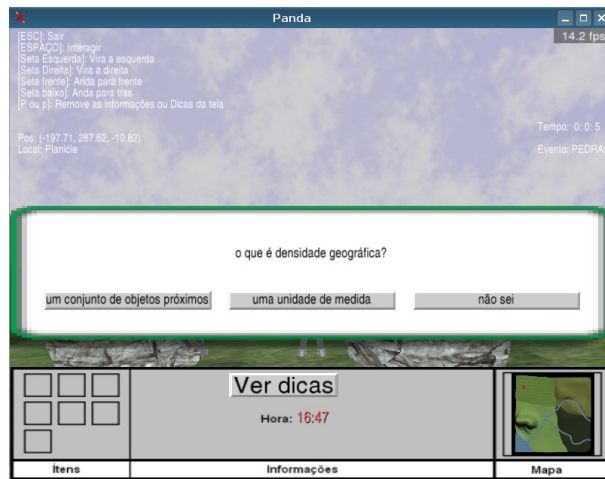 Panda
14.2 fps
[ESC]: Sair
[ESPAÇO]: Interagir
[Seta Esquerda]: Vira a esquerda
[Seta Direita]: Vira a direita
[Seta frente]: Anda para frente
[Seta baixo]: Anda para tras
[P ou p]: Remove as informações ou Dicas da tela
Tempo: 0: 0: 5
Pos: (-197.71, 287.62, -10.82)
Local: Planicie
Evento: PEDRAS
o que é densidade geográfica?
um conjunto de objetos próximos
uma unidade de medida
não sei
Ver dicas
Hora: 16:47
Ítens
Informações
Mapa